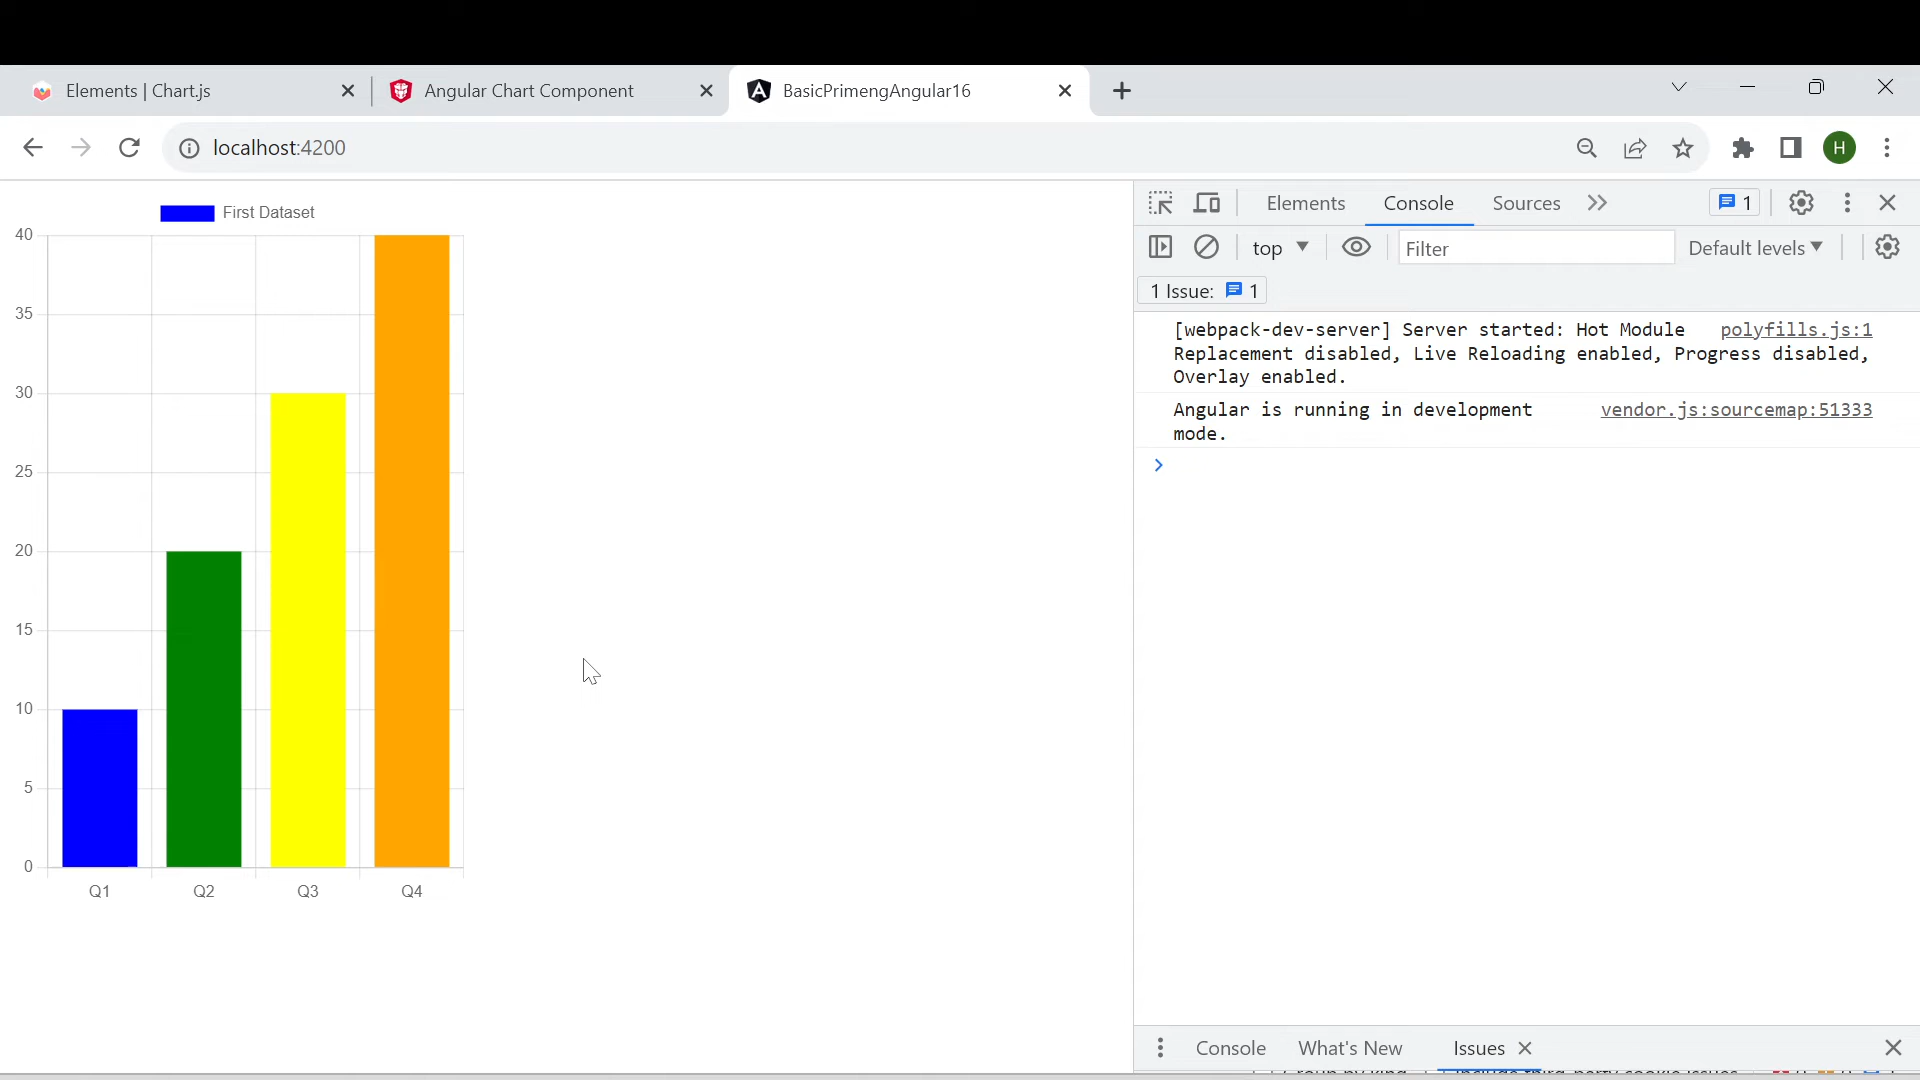 Elements | Chart.js
Angular Chart Component
BasicPrimengAngular16
localhost:4200
H
First Dataset
40
35
30
25
20
15
10
5
0
Q1 Q2 Q3 Q4
Elements Console Sources 1
top Filter Default levels
1 Issue: 1
[webpack-dev-server] Server started: Hot Module polyfills.js:1
Replacement disabled, Live Reloading enabled, Progress disabled,
Overlay enabled.
Angular is running in development vendor.js:sourcemap:51333
mode.
Console What's New Issues